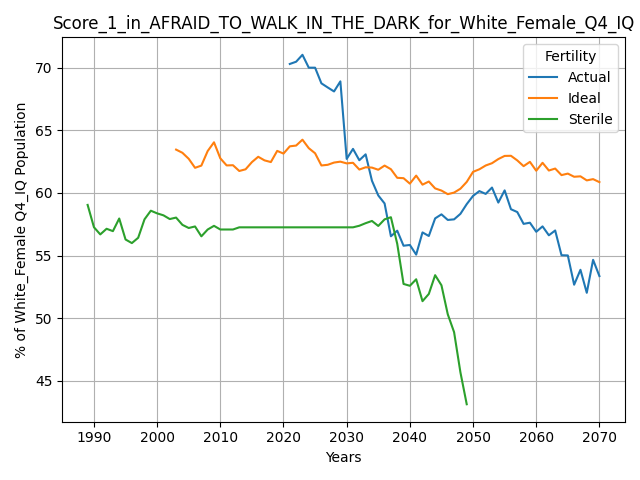 Score_1_in_AFRAID_TO_WALK_IN_THE_DARK_for_White_Female_Q4_IQ
Fertility
Actual
Ideal
Sterile
% of White_Female Q4_IQ Population
70
65
60
55
50
45
1990 2000 2010 2020 2030 2040 2050 2060 2070
Years